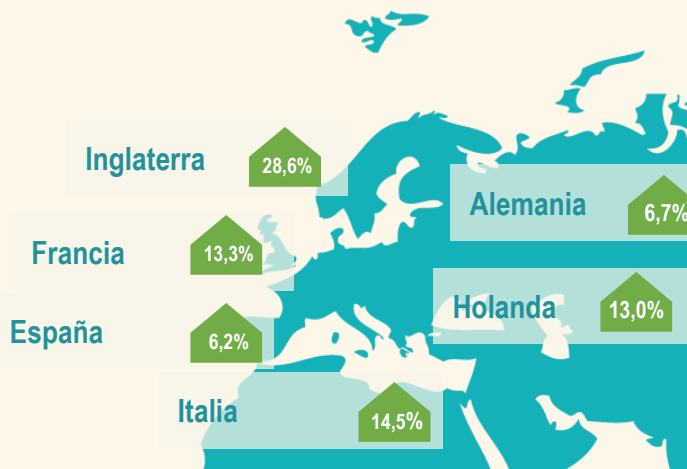 Inglaterra 28,6%
Alemania 6,7%
Francia 13,3%
Holanda 13,0%
España 6,2%
Italia 14,5%